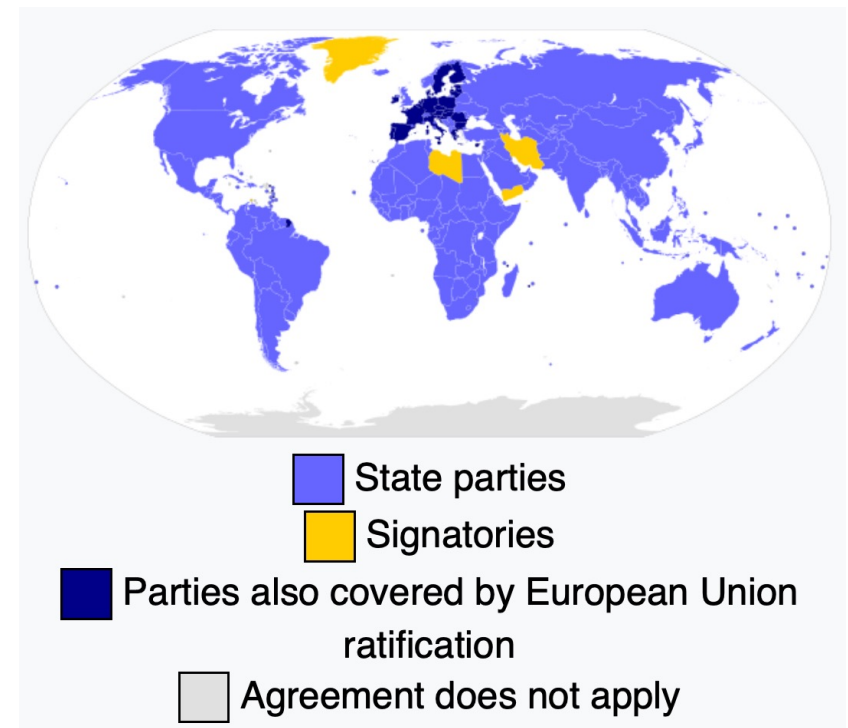 State parties
Signatories
Parties also covered by European Union
ratification
Agreement does not apply